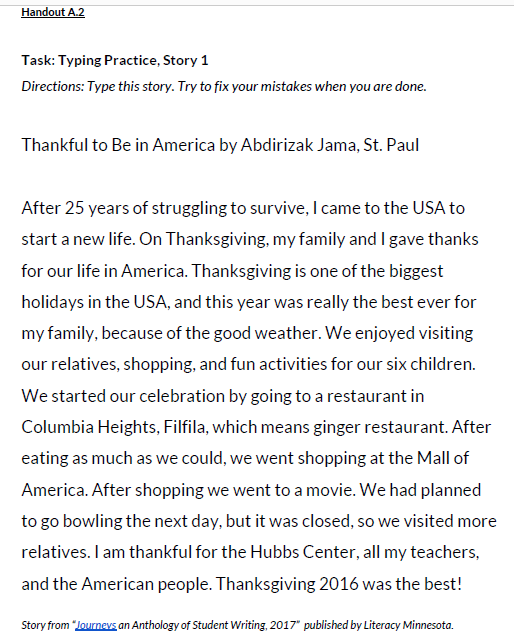 Handout A.2
Task: Typing Practice, Story 1
Directions: Type this story. Try to fix your mistakes when you are done.
Thankful to Be in America by Abdirizak Jama, St. Paul
After 25 years of struggling to survive, I came to the USA to
start a new life. On Thanksgiving, my family and I gave thanks
for our life in America. Thanksgiving is one of the biggest
holidays in the USA, and this year was really the best ever for
my family, because of the good weather. We enjoyed visiting
our relatives, shopping, and fun activities for our six children.
We started our celebration by going to a restaurant in
Columbia Heights, Filfila, which means ginger restaurant. After
eating as much as we could, we went shopping at the Mall of
America. After shopping we went to a movie. We had planned
to go bowling the next day, but it was closed, so we visited more
relatives. I am thankful for the Hubbs Center, all my teachers,
and the American people. Thanksgiving 2016 was the best!
Story from "Journeys an Anthology of Student Writing, 2017" published by Literacy Minnesota.